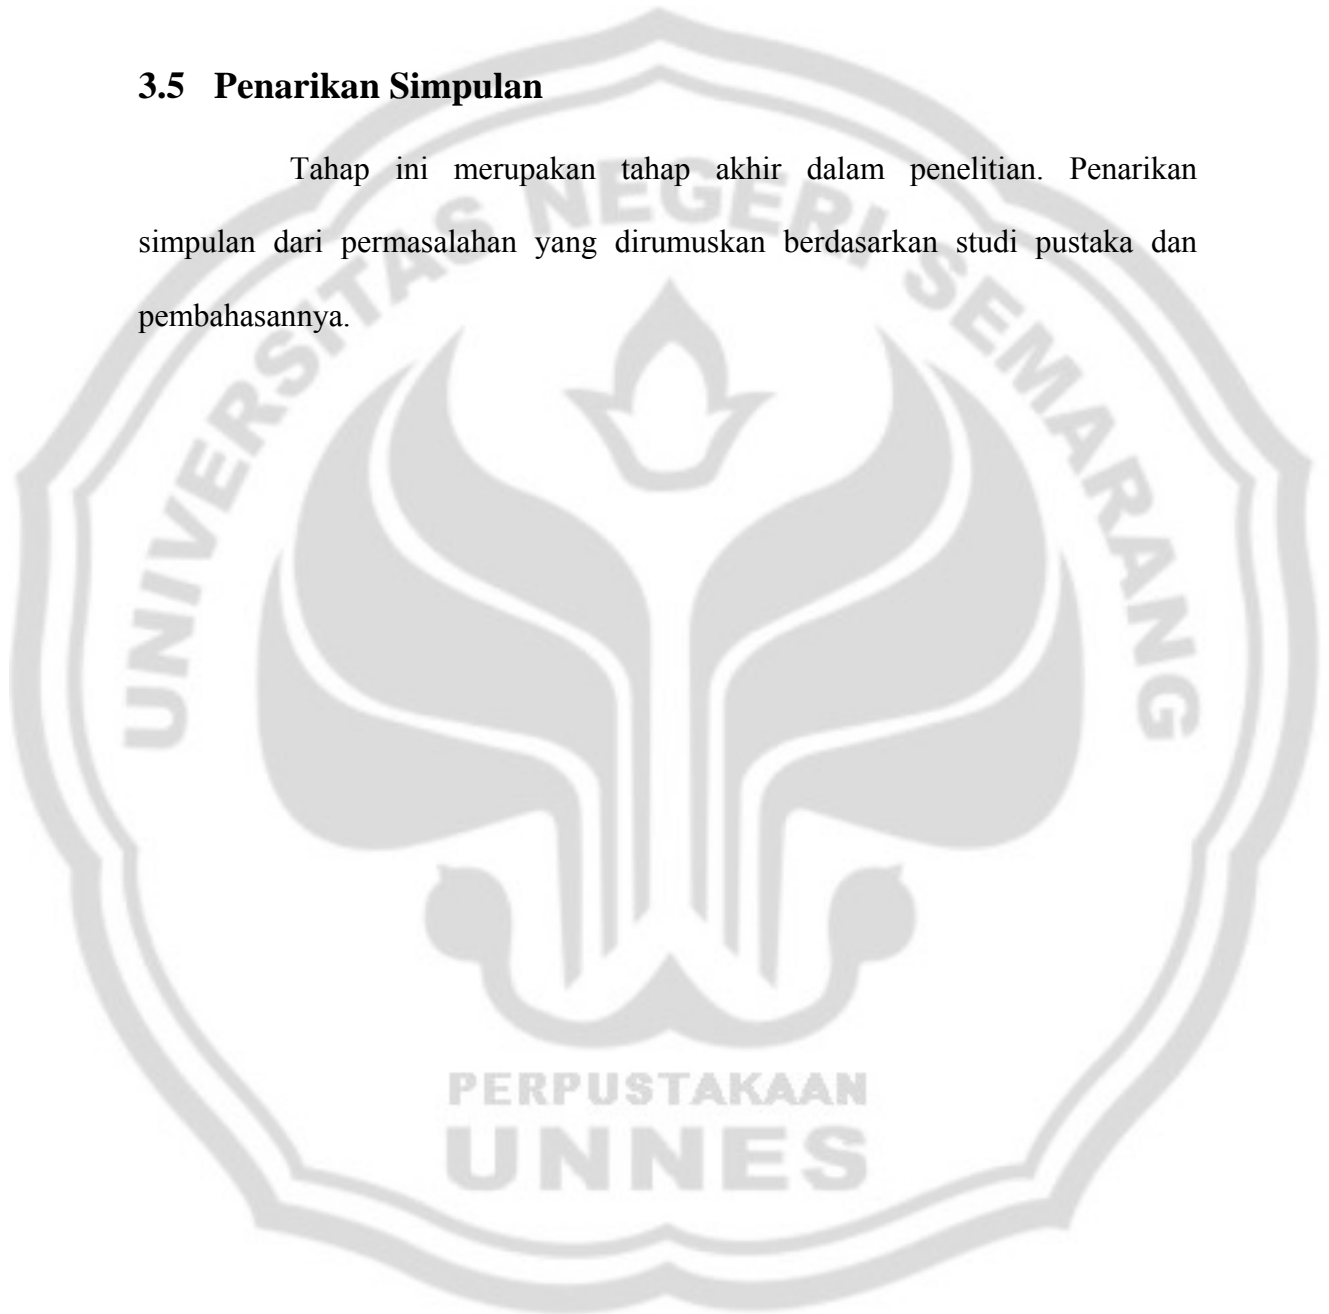 3.5 Penarikan Simpulan
Tahap ini merupakan tahap akhir dalam penelitian. Penarikan
simpulan dari permasalahan yang dirumuskan berdasarkan studi pustaka dan
pembahasannya.
UNIVERSITAS NEGERI SEMARANG
PERPUSTAKAAN
UNNES